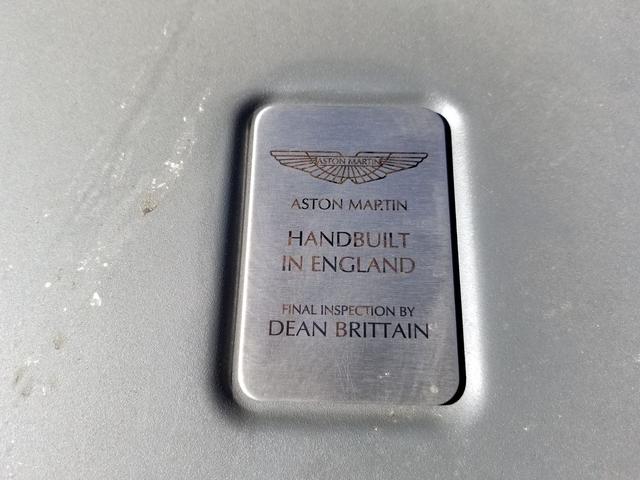 ASTON MARTIN
ASTON MARTIN
HANDBUILT
IN ENGLAND
FINAL INSPECTION BY
DEAN BRITTAIN